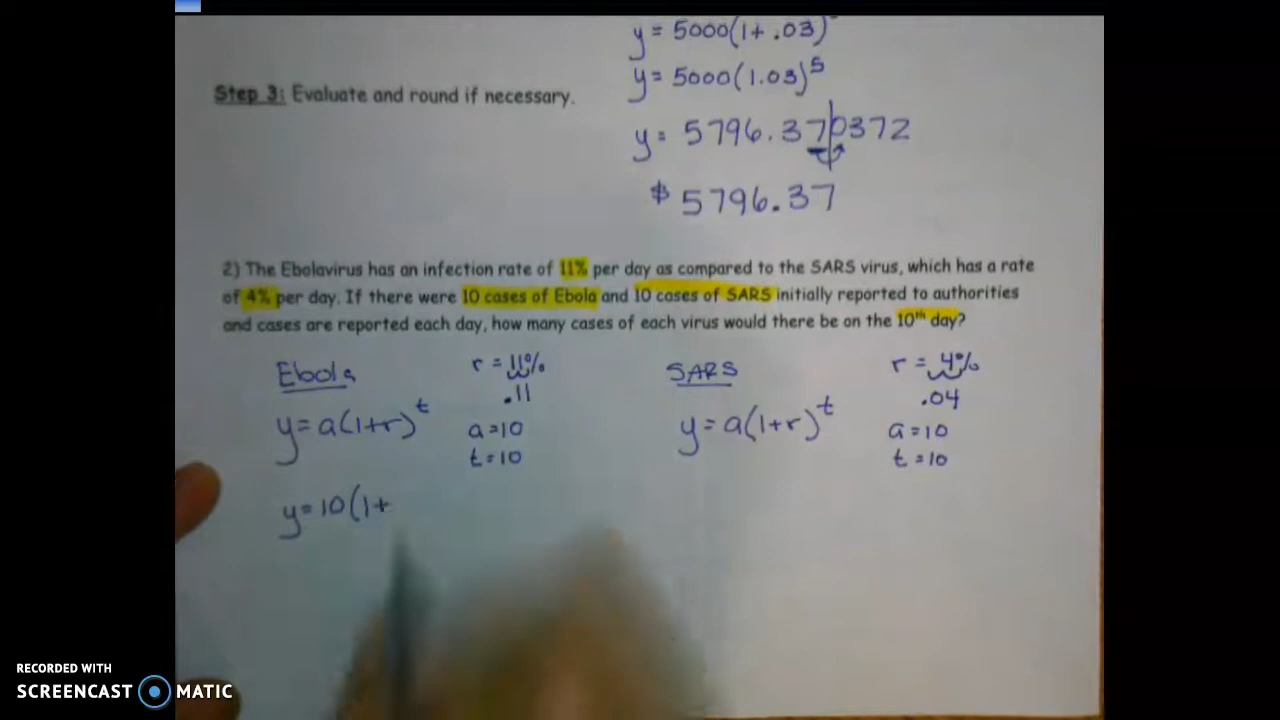 y = 5000(1+ .03)
y = 5000(1.03)^5
Step 3: Evaluate and round if necessary.
y = 5796.370372
$ 5796.37
2) The Ebolavirus has an infection rate of 11% per day as compared to the SARS virus, which has a rate
of 4% per day. If there were 10 cases of Ebola and 10 cases of SARS initially reported to authorities
and cases are reported each day, how many cases of each virus would there be on the 10th day?
Ebola
r = 11%
.11
y = a(1+r)^t
a = 10
t = 10
y = 10(1+
SARS
r = 4%
.04
y = a(1+r)^t
a = 10
t = 10
RECORDED WITH
SCREENCAST MATIC